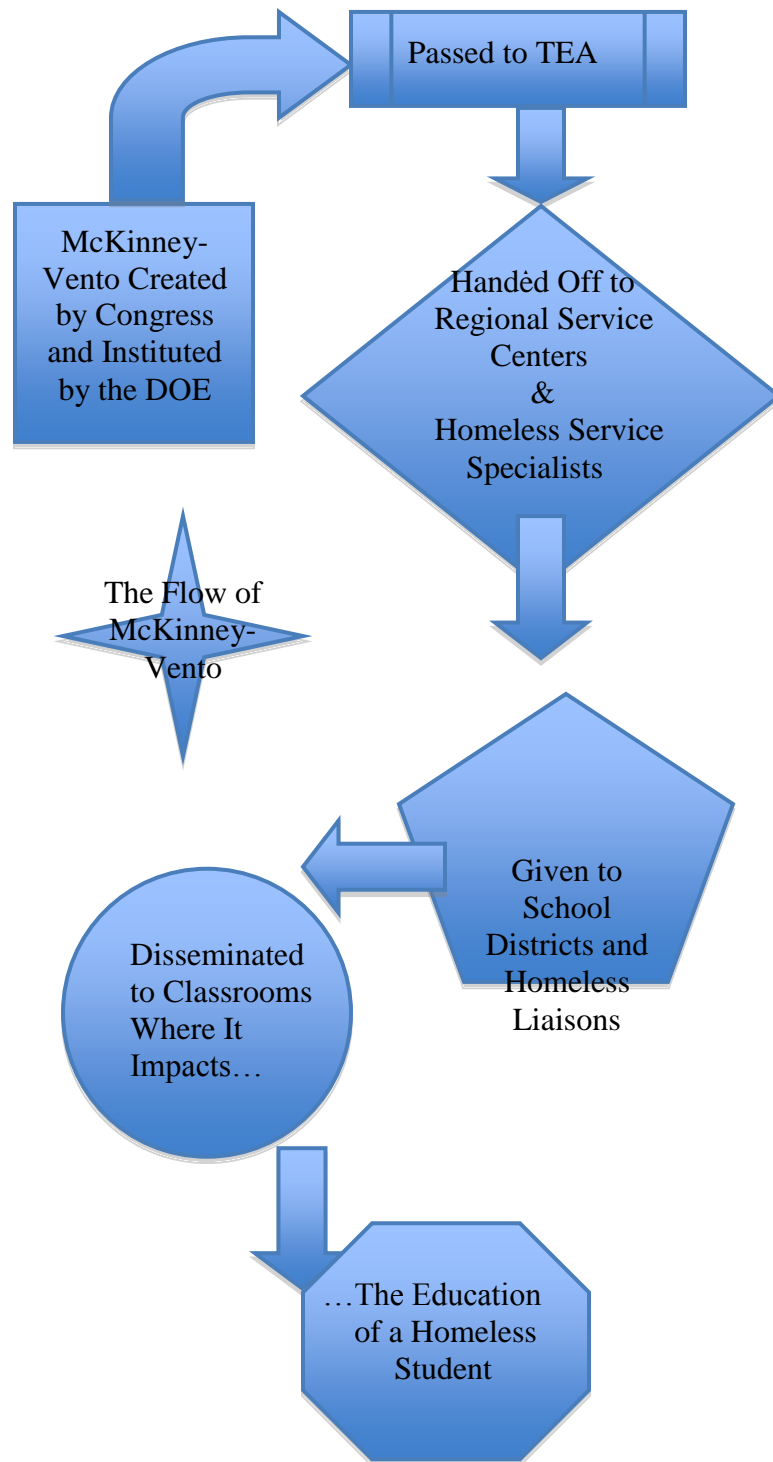 Passed to TEA
McKinney-
Vento Created
by Congress
and Instituted
by the DOE
Handed Off to
Regional Service
Centers
&
Homeless Service
Specialists
The Flow of
McKinney-
Vento
Given to
School
Districts and
Homeless
Liaisons
Disseminated
to Classrooms
Where It
Impacts…
…The Education
of a Homeless
Student